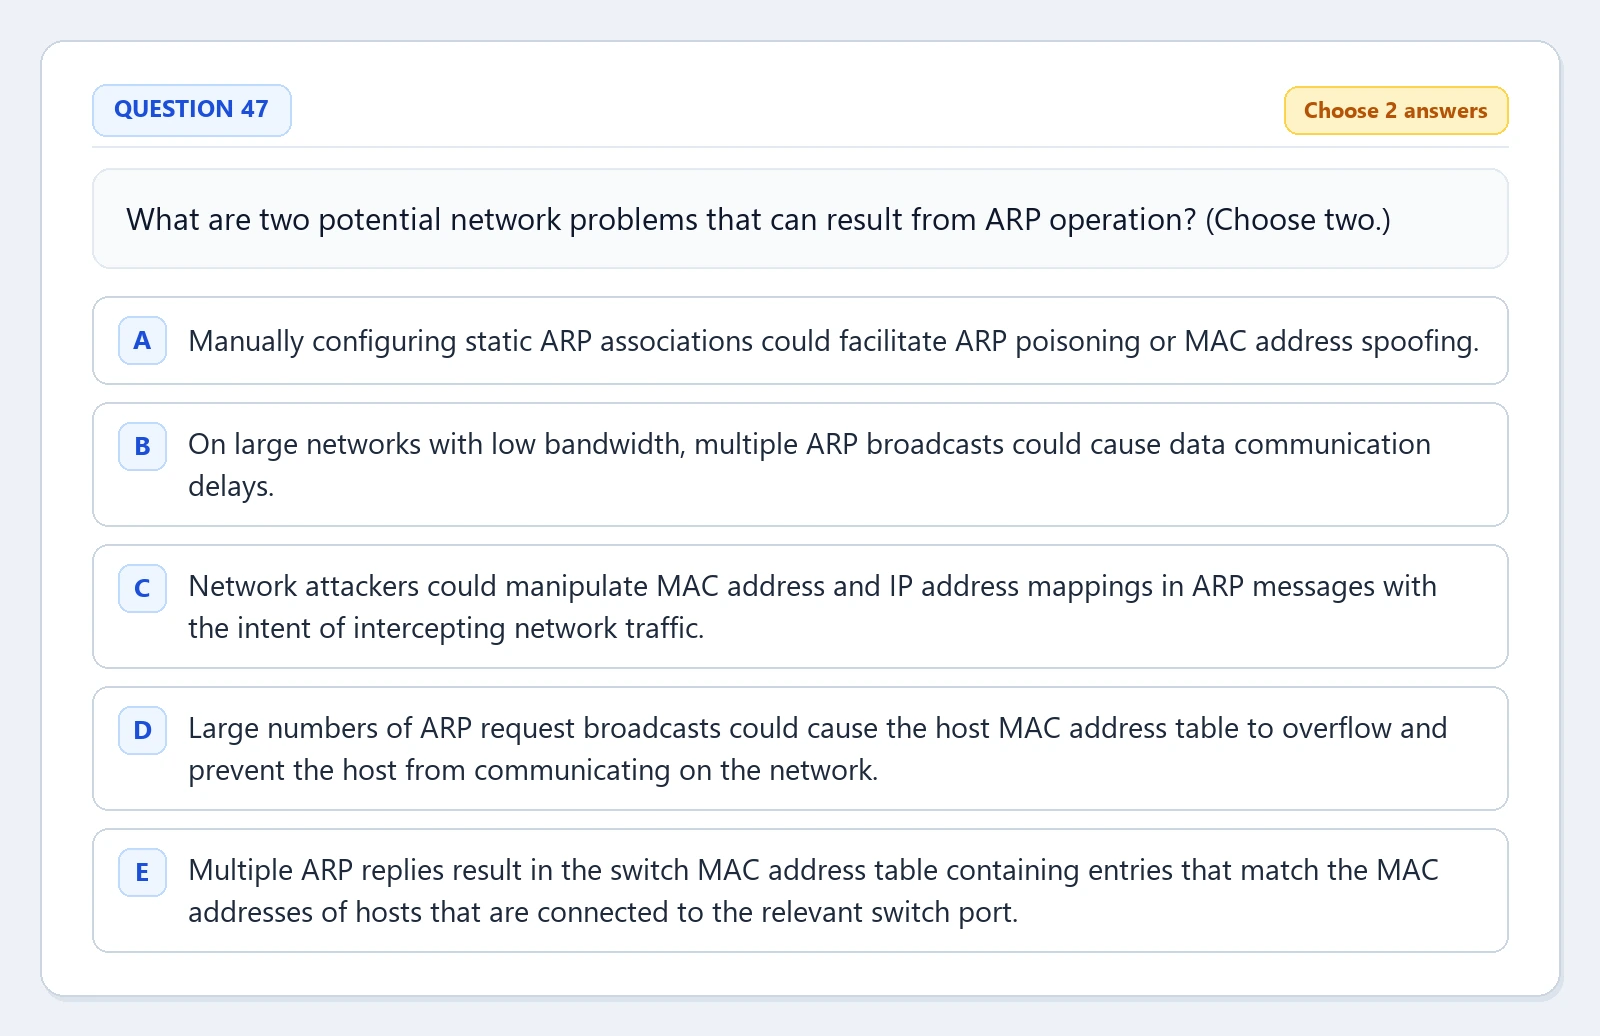 QUESTION 47
Choose 2 answers
What are two potential network problems that can result from ARP operation? (Choose two.)
A
Manually configuring static ARP associations could facilitate ARP poisoning or MAC address spoofing.
B
On large networks with low bandwidth, multiple ARP broadcasts could cause data communication
delays.
C
Network attackers could manipulate MAC address and IP address mappings in ARP messages with
the intent of intercepting network traffic.
D
Large numbers of ARP request broadcasts could cause the host MAC address table to overflow and
prevent the host from communicating on the network.
E
Multiple ARP replies result in the switch MAC address table containing entries that match the MAC
addresses of hosts that are connected to the relevant switch port.